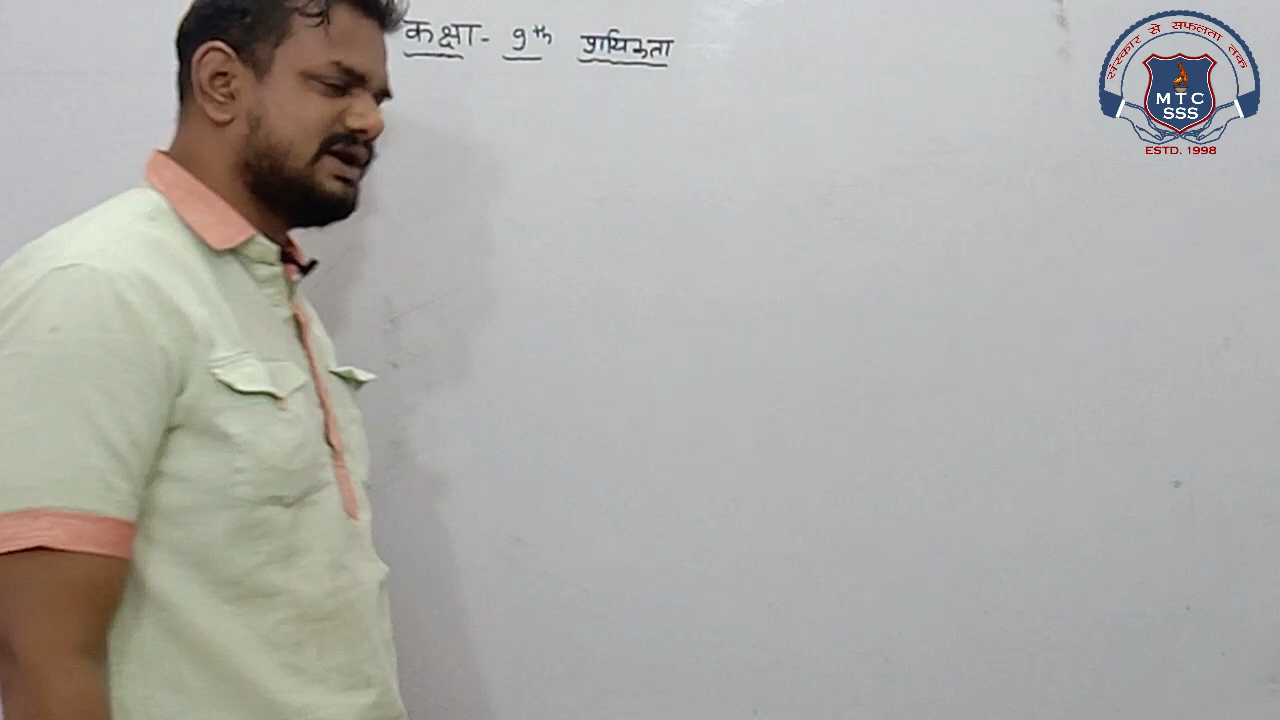 कक्षा- 9th प्रायिकता
संस्कार से सफलता तक
MTC
SSS
ESTD. 1998